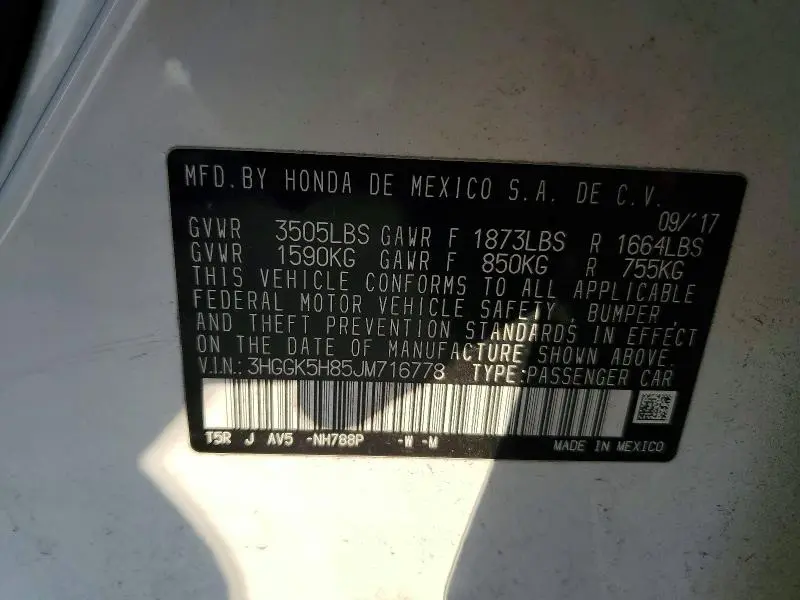 MFD. BY HONDA DE MEXICO S.A. DE C.V.
09/'17
GVWR 3505LBS GAWR F 1873LBS R 1664LBS
GVWR 1590KG GAWR F 850KG R 755KG
THIS VEHICLE CONFORMS TO ALL APPLICABLE
FEDERAL MOTOR VEHICLE SAFETY, BUMPER,
AND THEFT PREVENTION STANDARDS IN EFFECT
ON THE DATE OF MANUFACTURE SHOWN ABOVE.
V.I.N.: 3HGGK5H85JM716778 TYPE: PASSENGER CAR
T5R J AV5 -NH788P -W -M
MADE IN MEXICO